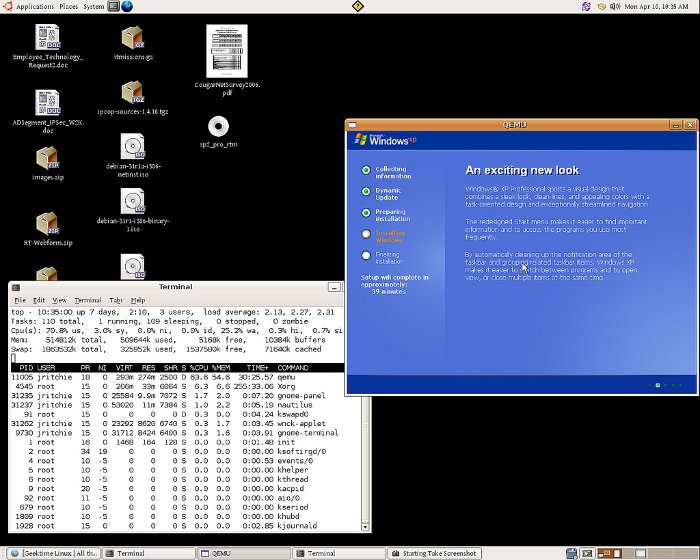 Applications Places System
Mon Apr 10, 10:35 AM
Employee_Technology_
Request2.doc
itmissions.gz
CougarNetSurvey2006.
pdf
ADSegment_IPSec_W2K.
doc
ipcop-sources-1.4.10.tgz
sp2_pro_rtm
images.zip
debian-31r1a-i386-
netinst.iso
RT-Webform.zip
debian-31r1a-i386-binary-
1.iso
QEMU
Microsoft
Windows xp
Collecting
information
Dynamic
Update
Preparing
installation
Installing
Windows
Finalizing
installation
Setup will complete in
approximately:
39 minutes
An exciting new look
Windows® XP Professional sports a visual design that
combines a sleek look, clean lines, and appealing colors with a
task-oriented design and exceptionally streamlined navigation.
The redesigned Start menu makes it easier to find important
information and to access the programs you use most
frequently.
By automatically cleaning up the notification area of the
taskbar and grouping related taskbar items, Windows XP
makes it easier to switch between programs and to open,
view, or close multiple items at the same time.
Terminal
File Edit View Terminal Tabs Help
top - 10:35:00 up 7 days, 2:10, 3 users, load average: 2.13, 2.27, 2.31
Tasks: 110 total, 1 running, 109 sleeping, 0 stopped, 0 zombie
Cpu(s): 70.8% us, 3.0% sy, 0.0% ni, 0.0% id, 25.2% wa, 0.3% hi, 0.7% si
Mem: 514812k total, 509644k used, 5168k free, 10384k buffers
Swap: 1863532k total, 325952k used, 1537580k free, 71640k cached
PID USER PR NI VIRT RES SHR S %CPU %MEM TIME+ COMMAND
11005 jritchie 18 0 293m 274m 2500 D 63.6 54.6 30:25.57 qemu
4545 root 15 0 206m 33m 6064 S 6.3 6.6 255:33.06 Xorg
31235 jritchie 15 0 25584 9.9m 7072 S 1.7 2.0 0:07.20 gnome-panel
31237 jritchie 15 0 53020 11m 7384 S 1.0 2.2 0:05.19 nautilus
91 root 15 0 0 0 0 D 0.3 0.0 0:04.24 kswapd0
31262 jritchie 15 0 23292 8620 6740 S 0.3 1.7 0:03.45 wnck-applet
9730 jritchie 15 0 31712 8424 6400 S 0.3 1.6 0:03.91 gnome-terminal
1 root 16 0 1468 164 128 S 0.0 0.0 0:01.48 init
2 root 34 19 0 0 0 S 0.0 0.0 0:00.00 ksoftirqd/0
4 root 10 -5 0 0 0 S 0.0 0.0 0:00.53 events/0
5 root 10 -5 0 0 0 S 0.0 0.0 0:00.00 khelper
6 root 10 -5 0 0 0 S 0.0 0.0 0:00.00 kthread
9 root 20 -5 0 0 0 S 0.0 0.0 0:00.00 kacpid
92 root 11 -5 0 0 0 S 0.0 0.0 0:00.00 aio/0
679 root 10 -5 0 0 0 S 0.0 0.0 0:00.00 kseriod
1809 root 10 -5 0 0 0 S 0.0 0.0 0:00.00 khubd
1928 root 15 0 0 0 0 S 0.0 0.0 0:02.85 kjournald
[Geektime Linux | All th...
Terminal
QEMU
Terminal
Starting Take Screenshot